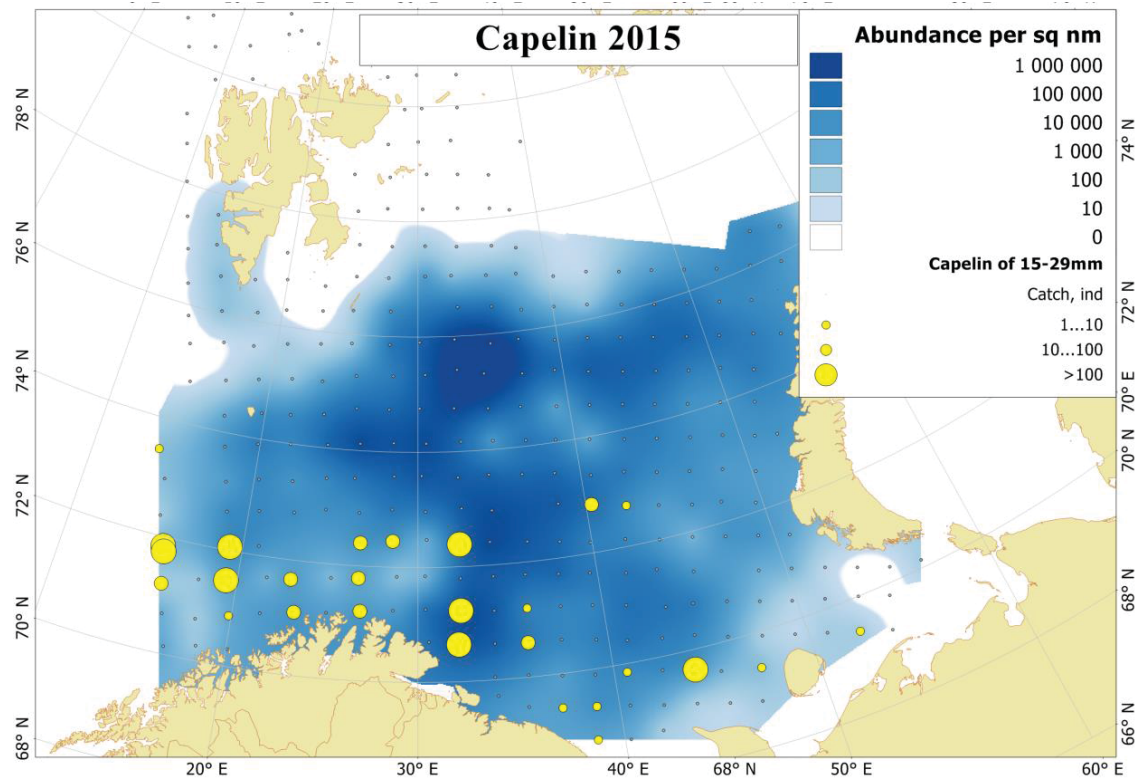 Capelin 2015
Abundance per sq nm
1 000 000
100 000
10 000
1 000
100
10
0
Capelin of 15-29mm
Catch, ind
1...10
10...100
>100
78° N
76° N
74° N
72° N
70° N
68° N
74° N
72° N
70° E
70° N
68° N
66° N
20° E
30° E
40° E
68° N
50° E
60° E